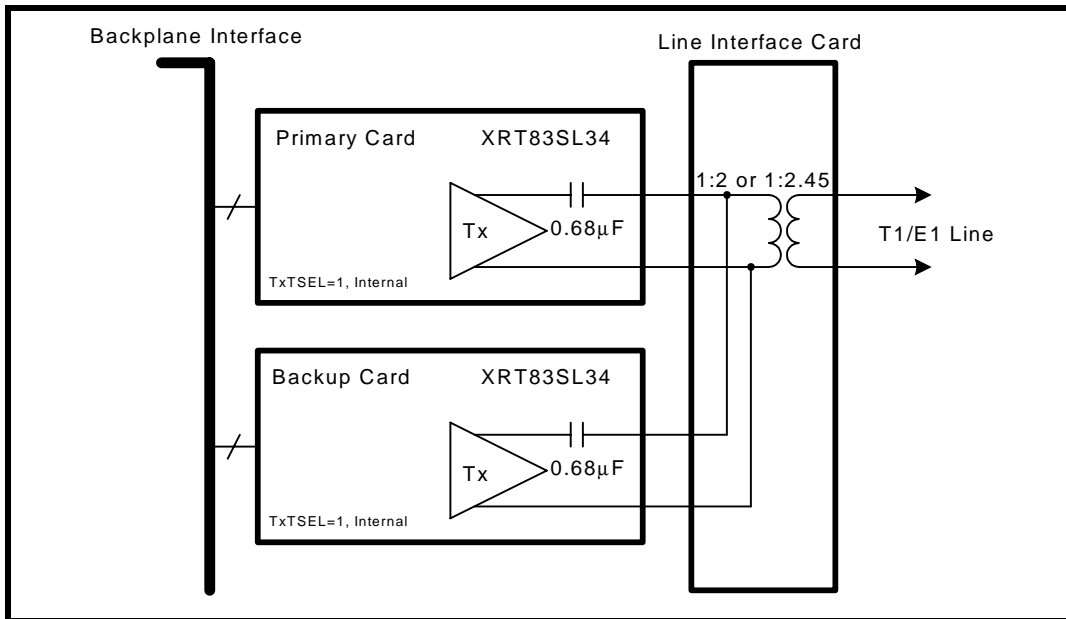 Backplane Interface
Line Interface Card
Primary Card XRT83SL34
1:2 or 1:2.45
Tx
0.68μF
T1/E1 Line
TxTSEL=1, Internal
Backup Card XRT83SL34
Tx
0.68μF
TxTSEL=1, Internal